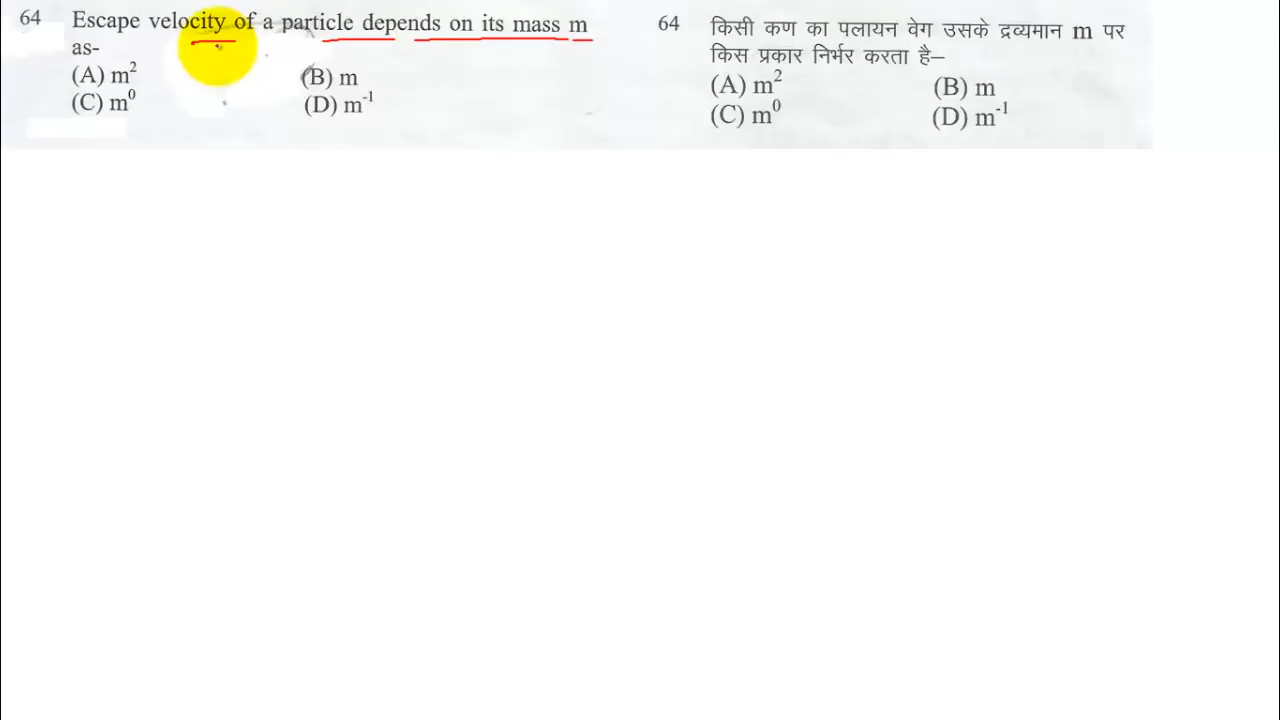 64 Escape velocity of a particle depends on its mass m
as-
(A) m² (B) m
(C) m⁰ (D) m⁻¹
64 किसी कण का पलायन वेग उसके द्रव्यमान m पर
किस प्रकार निर्भर करता है–
(A) m² (B) m
(C) m⁰ (D) m⁻¹